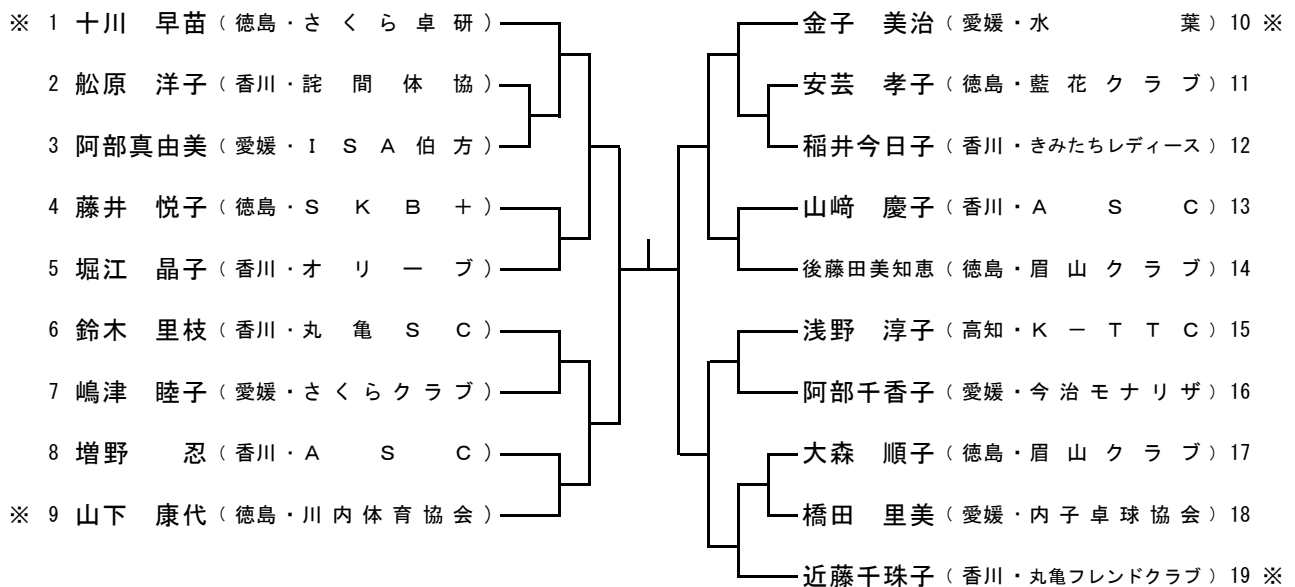 ※ 1 十川 早苗 (徳島・さくら卓研)
2 舩原 洋子 (香川・詫間体協)
3 阿部真由美 (愛媛・ISA伯方)
4 藤井 悦子 (徳島・SKB+)
5 堀江 晶子 (香川・オリーブ)
6 鈴木 里枝 (香川・丸亀SC)
7 嶋津 睦子 (愛媛・さくらクラブ)
8 増野 忍 (香川・ASC)
※ 9 山下 康代 (徳島・川内体育協会)
金子 美治 (愛媛・水葉) 10 ※
安芸 孝子 (徳島・藍花クラブ) 11
稲井今日子 (香川・きみたちレディース) 12
山﨑 慶子 (香川・ASC) 13
後藤田美知恵 (徳島・眉山クラブ) 14
浅野 淳子 (高知・K-TTC) 15
阿部千香子 (愛媛・今治モナリザ) 16
大森 順子 (徳島・眉山クラブ) 17
橋田 里美 (愛媛・内子卓球協会) 18
近藤千珠子 (香川・丸亀フレンドクラブ) 19 ※